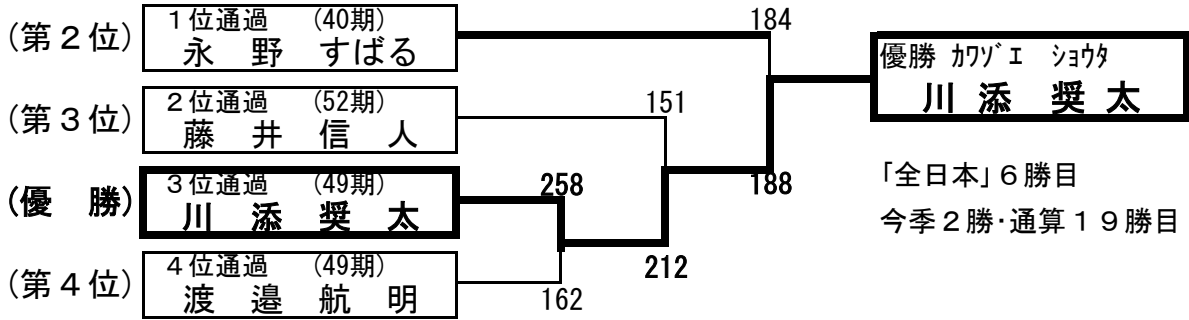 (第２位)
１位通過 (40期)
永 野 すばる
184
(第３位)
２位通過 (52期)
藤 井 信 人
151
(優 勝)
３位通過 (49期)
川 添 奨 太
258
188
(第４位)
４位通過 (49期)
渡 邉 航 明
162
212
優勝 ｶﾜｿﾞｴ ｼｮｳﾀ
川 添 奨 太
｢全日本｣６勝目
今季２勝･通算１９勝目